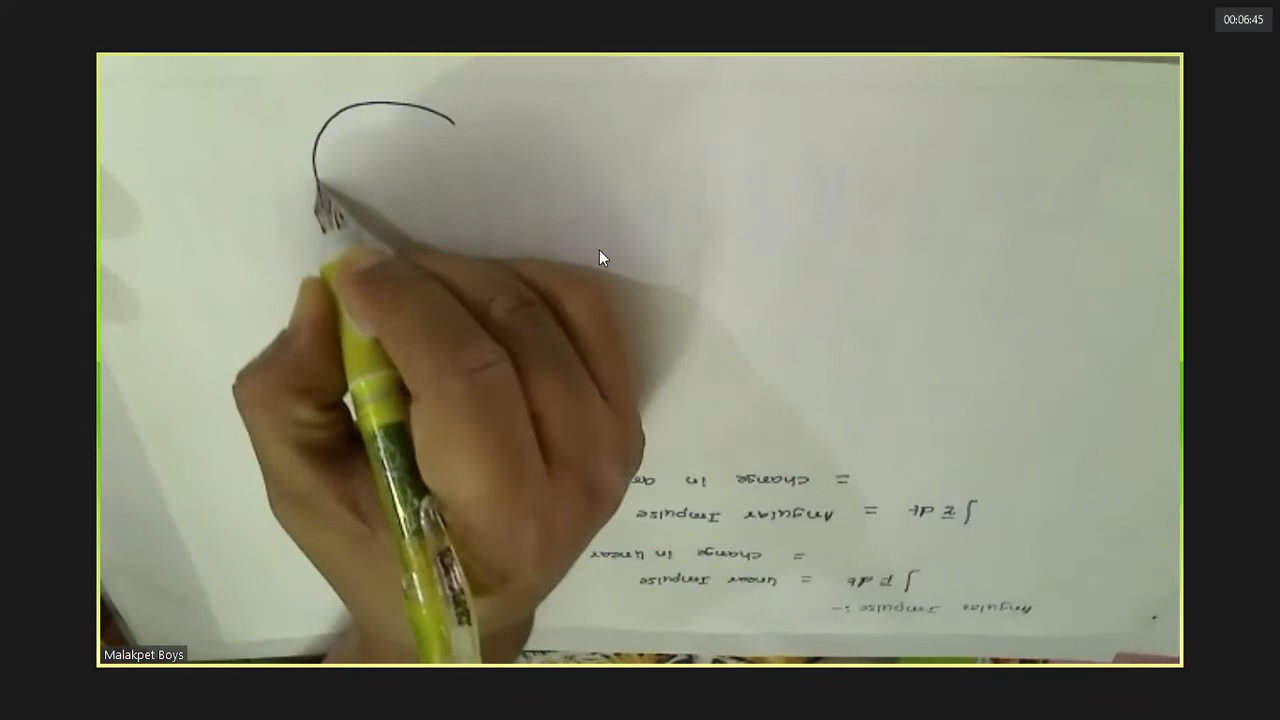 00:06:45
Angular Impulse :-
∫ F dt = Linear Impulse
= change in linear
∫ τ dt = Angular Impulse
= change in an
Malakpet Boys